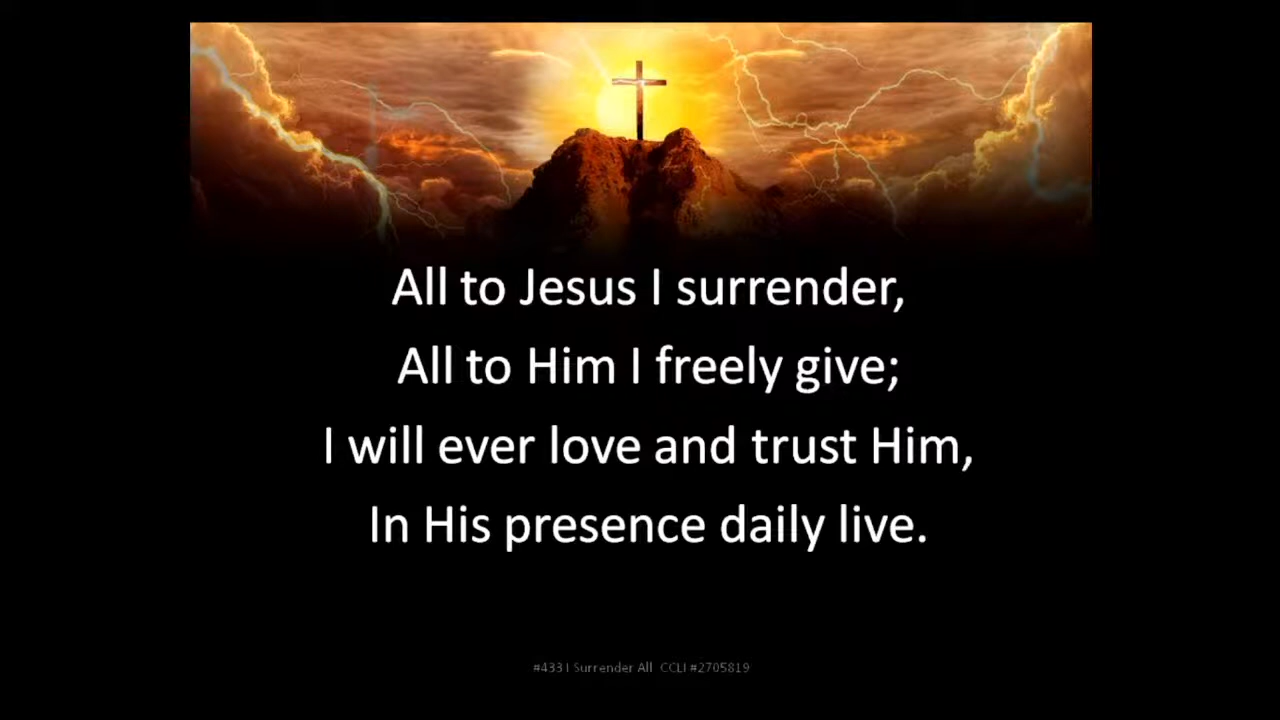 All to Jesus I surrender,
All to Him I freely give;
I will ever love and trust Him,
In His presence daily live.
#433 I Surrender All CCLI #2705819